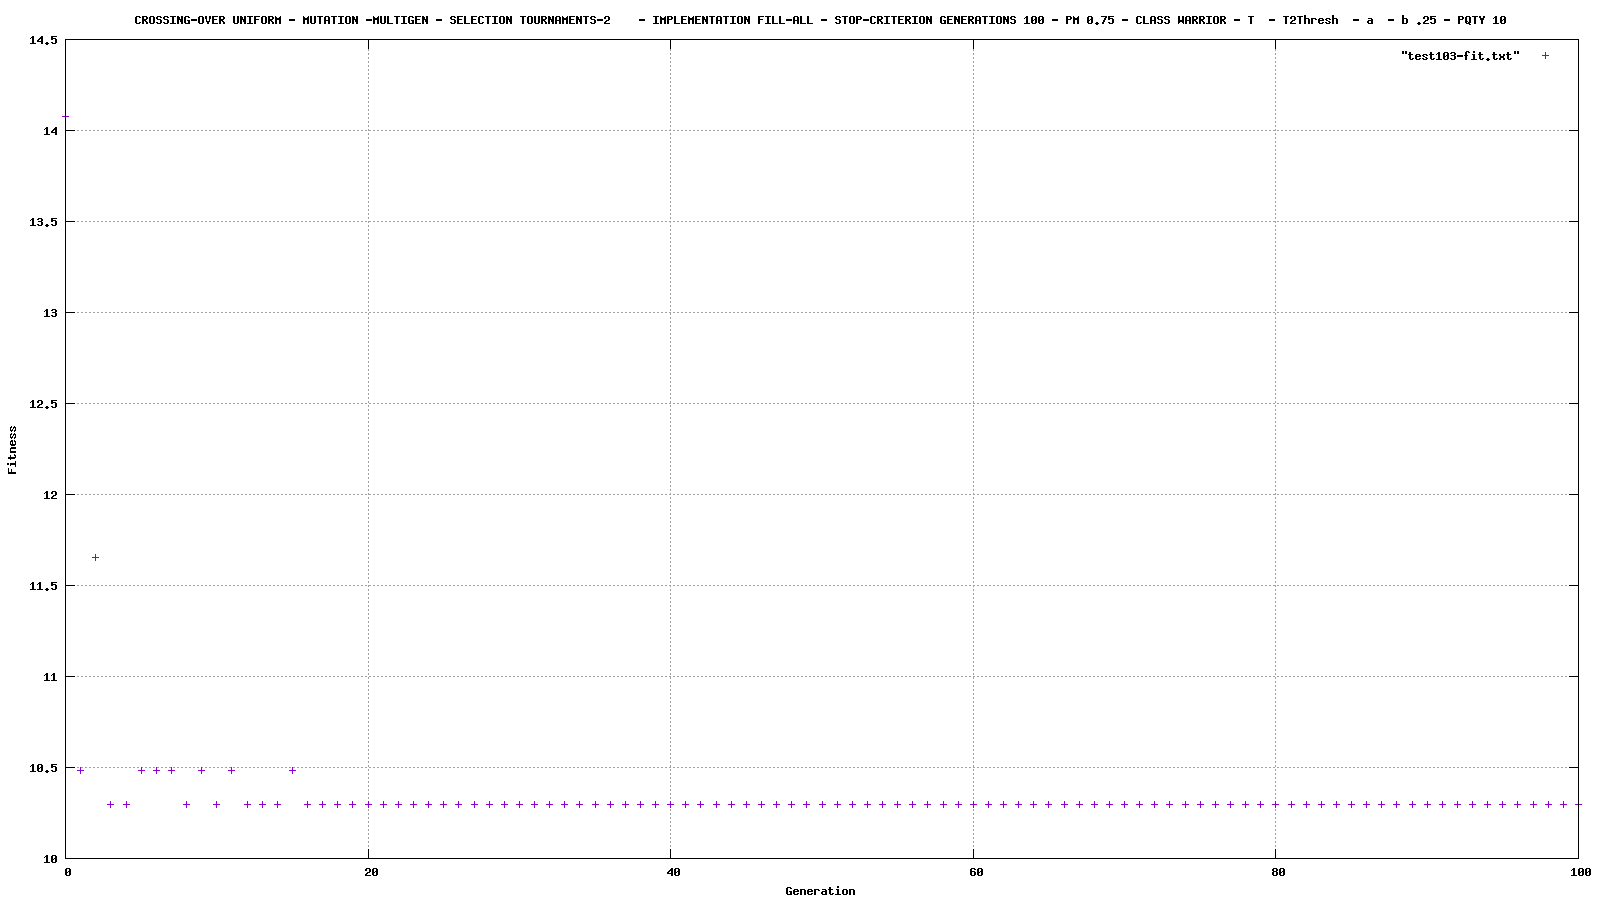 CROSSING-OVER UNIFORM - MUTATION -MULTIGEN - SELECTION TOURNAMENTS-2    - IMPLEMENTATION FILL-ALL - STOP-CRITERION GENERATIONS 100 - PM 0.75 - CLASS WARRIOR - T  - T2Thresh  - a  - b .25 - PQTY 10
"test103-fit.txt"
14.5
14
13.5
13
12.5
12
11.5
11
10.5
10
Fitness
0 20 40 60 80 100
Generation